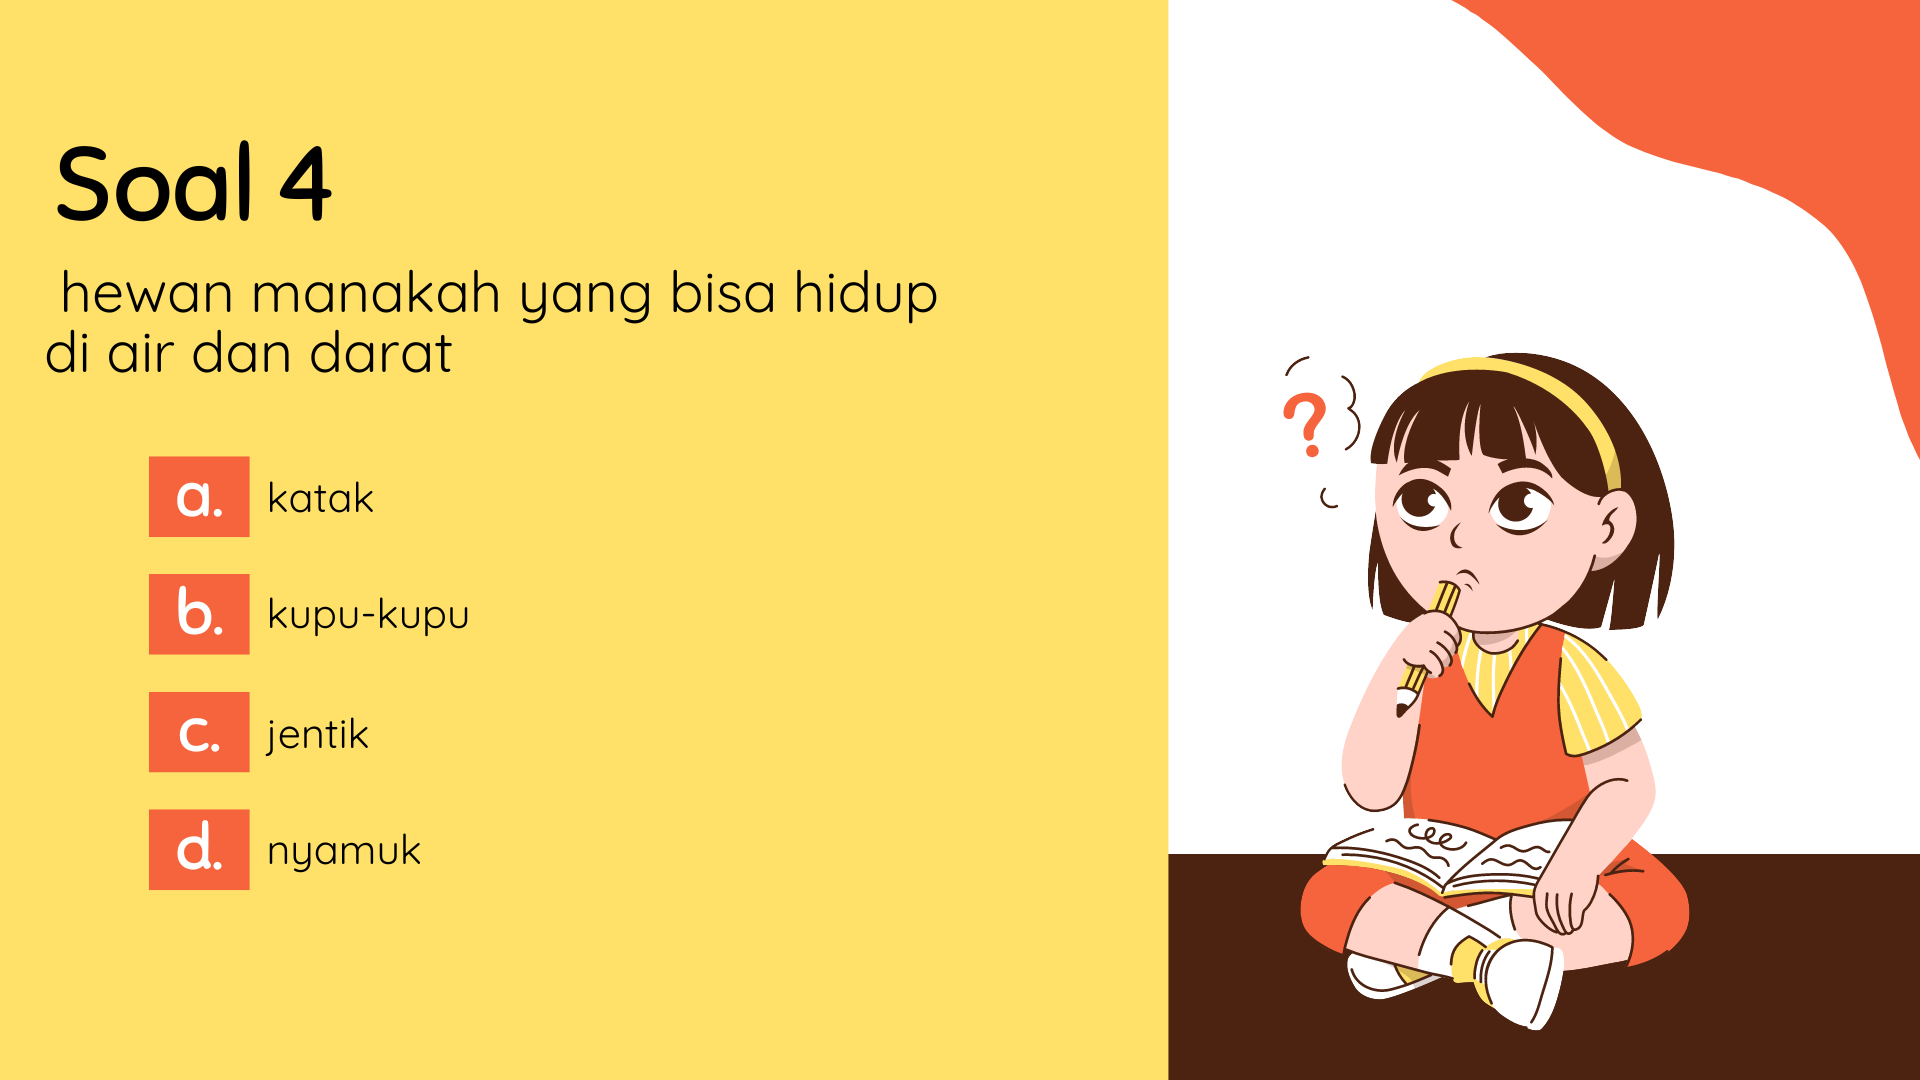 Soal 4
hewan manakah yang bisa hidup
di air dan darat
a. katak
b. kupu-kupu
c. jentik
d. nyamuk
?